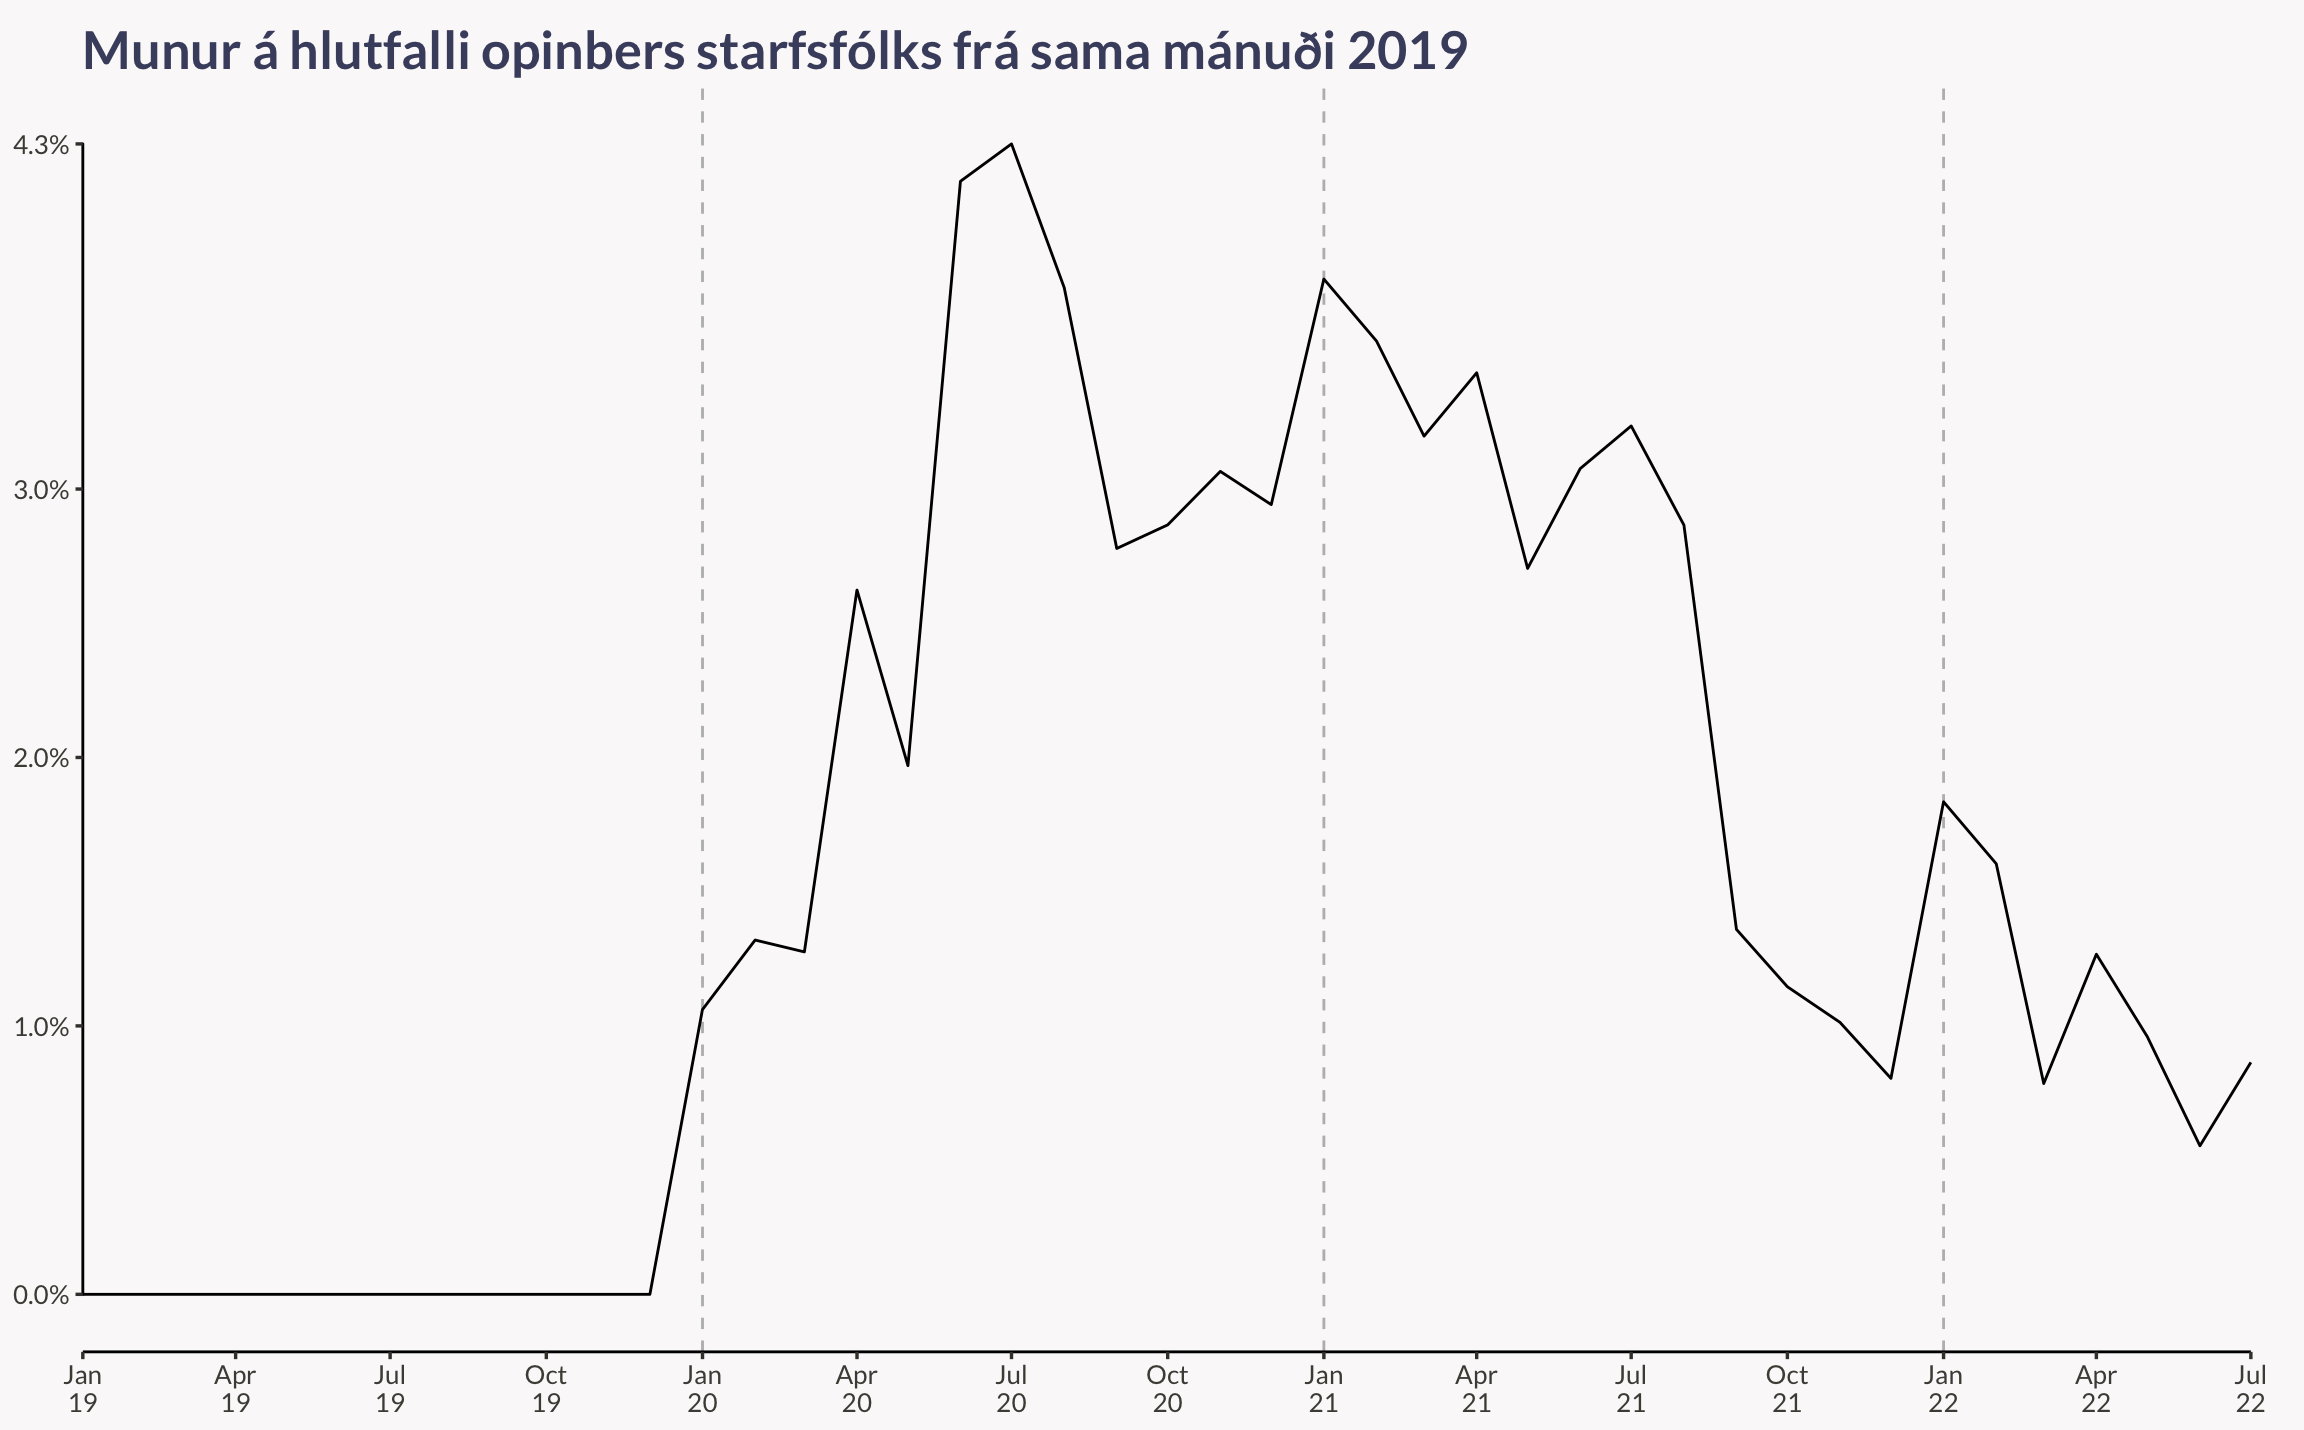 Munur á hlutfalli opinbers starfsfólks frá sama mánuði 2019
4.3%
3.0%
2.0%
1.0%
0.0%
Jan Apr Jul Oct Jan Apr Jul Oct Jan Apr Jul Oct Jan Apr Jul
19 19 19 19 20 20 20 20 21 21 21 21 22 22 22